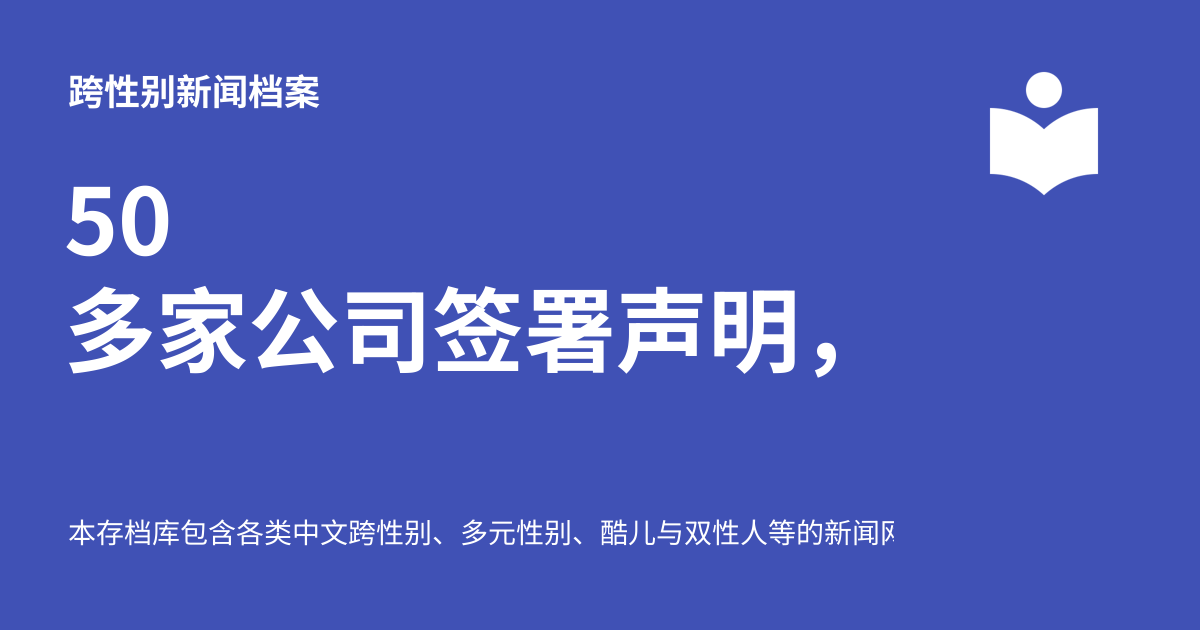 跨性别新闻档案
50
多家公司签署声明，
本存档库包含各类中文跨性别、多元性别、酷儿与双性人等的新闻